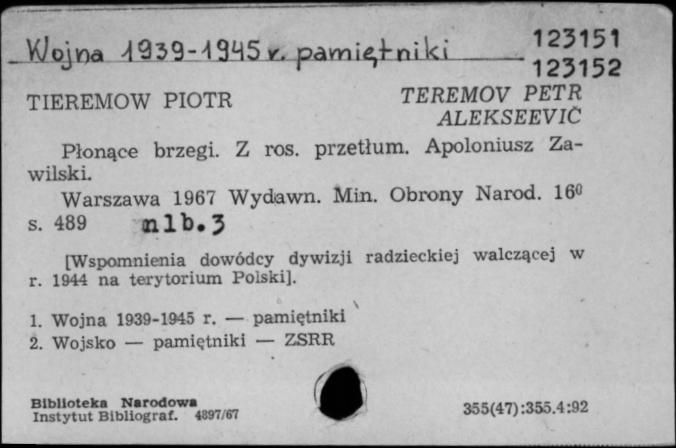 Wojna 1939-1945 r. pamiętniki 123151
123152
TIEREMOW PIOTR TEREMOV PETR
ALEKSEEVIČ
Płonące brzegi. Z ros. przetłum. Apoloniusz Za-
wilski.
Warszawa 1967 Wydawn. Min. Obrony Narod. 16⁰
s. 489 nlb.3
[Wspomnienia dowódcy dywizji radzieckiej walczącej w
r. 1944 na terytorium Polski].
1. Wojna 1939-1945 r. — pamiętniki
2. Wojsko — pamiętniki — ZSRR
Biblioteka Narodowa
Instytut Bibliograf. 4897/67 355(47):355.4:92